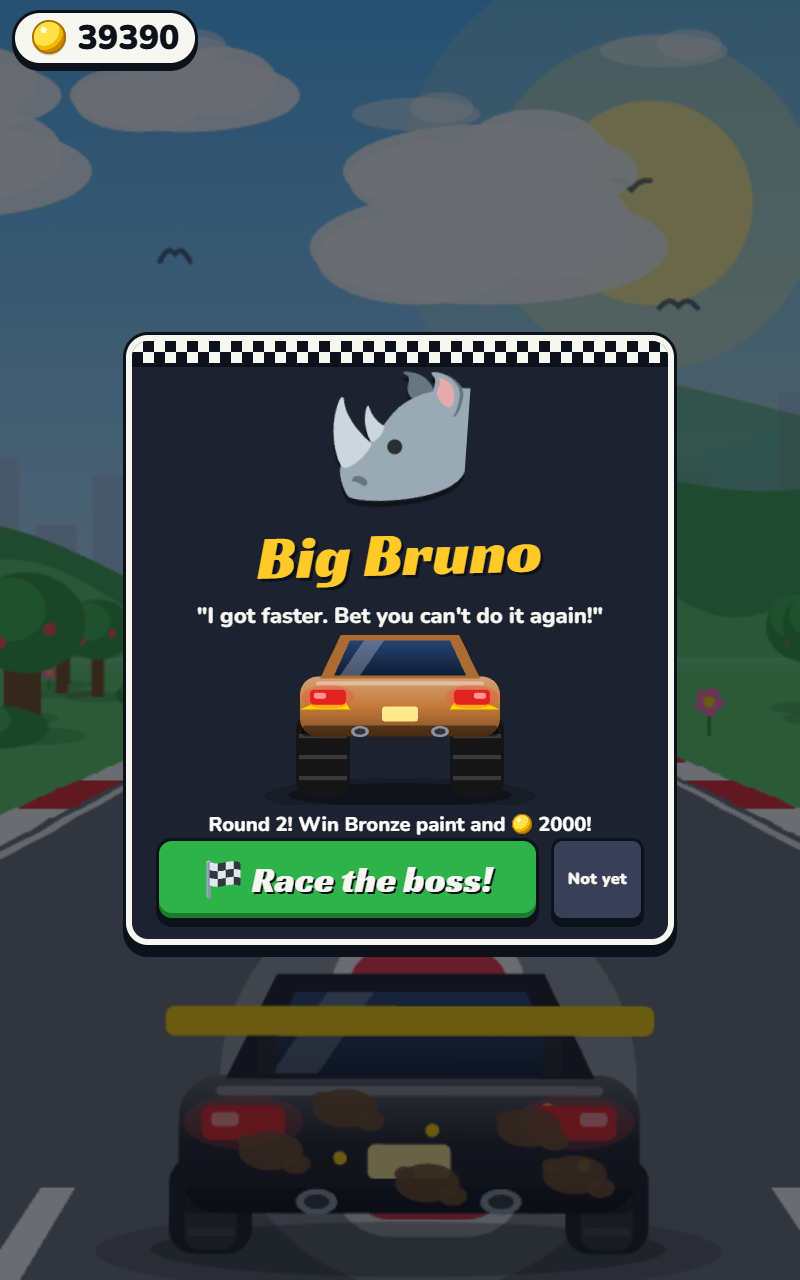 39390
Big Bruno
"I got faster. Bet you can't do it again!"
Round 2! Win Bronze paint and 2000!
Race the boss!
Not yet